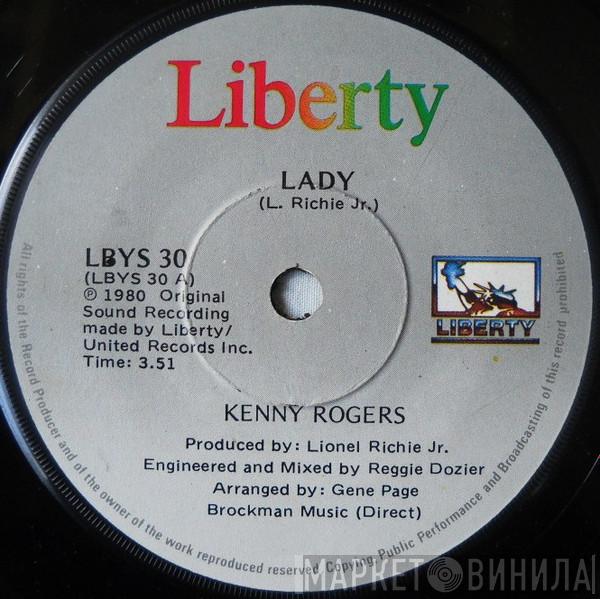 Liberty
LADY
(L. Richie Jr.)
LBYS 30
(LBYS 30 A)
℗ 1980 Original
Sound Recording
made by Liberty/
United Records Inc.
Time: 3.51
LIBERTY
KENNY ROGERS
Produced by: Lionel Richie Jr.
Engineered and Mixed by Reggie Dozier
Arranged by: Gene Page
Brockman Music (Direct)
All rights of the Record Producer and of the owner of the work reproduced reserved. Copying, Public Performance and Broadcasting of this record prohibited
МАРКЕТ ВИНИЛА